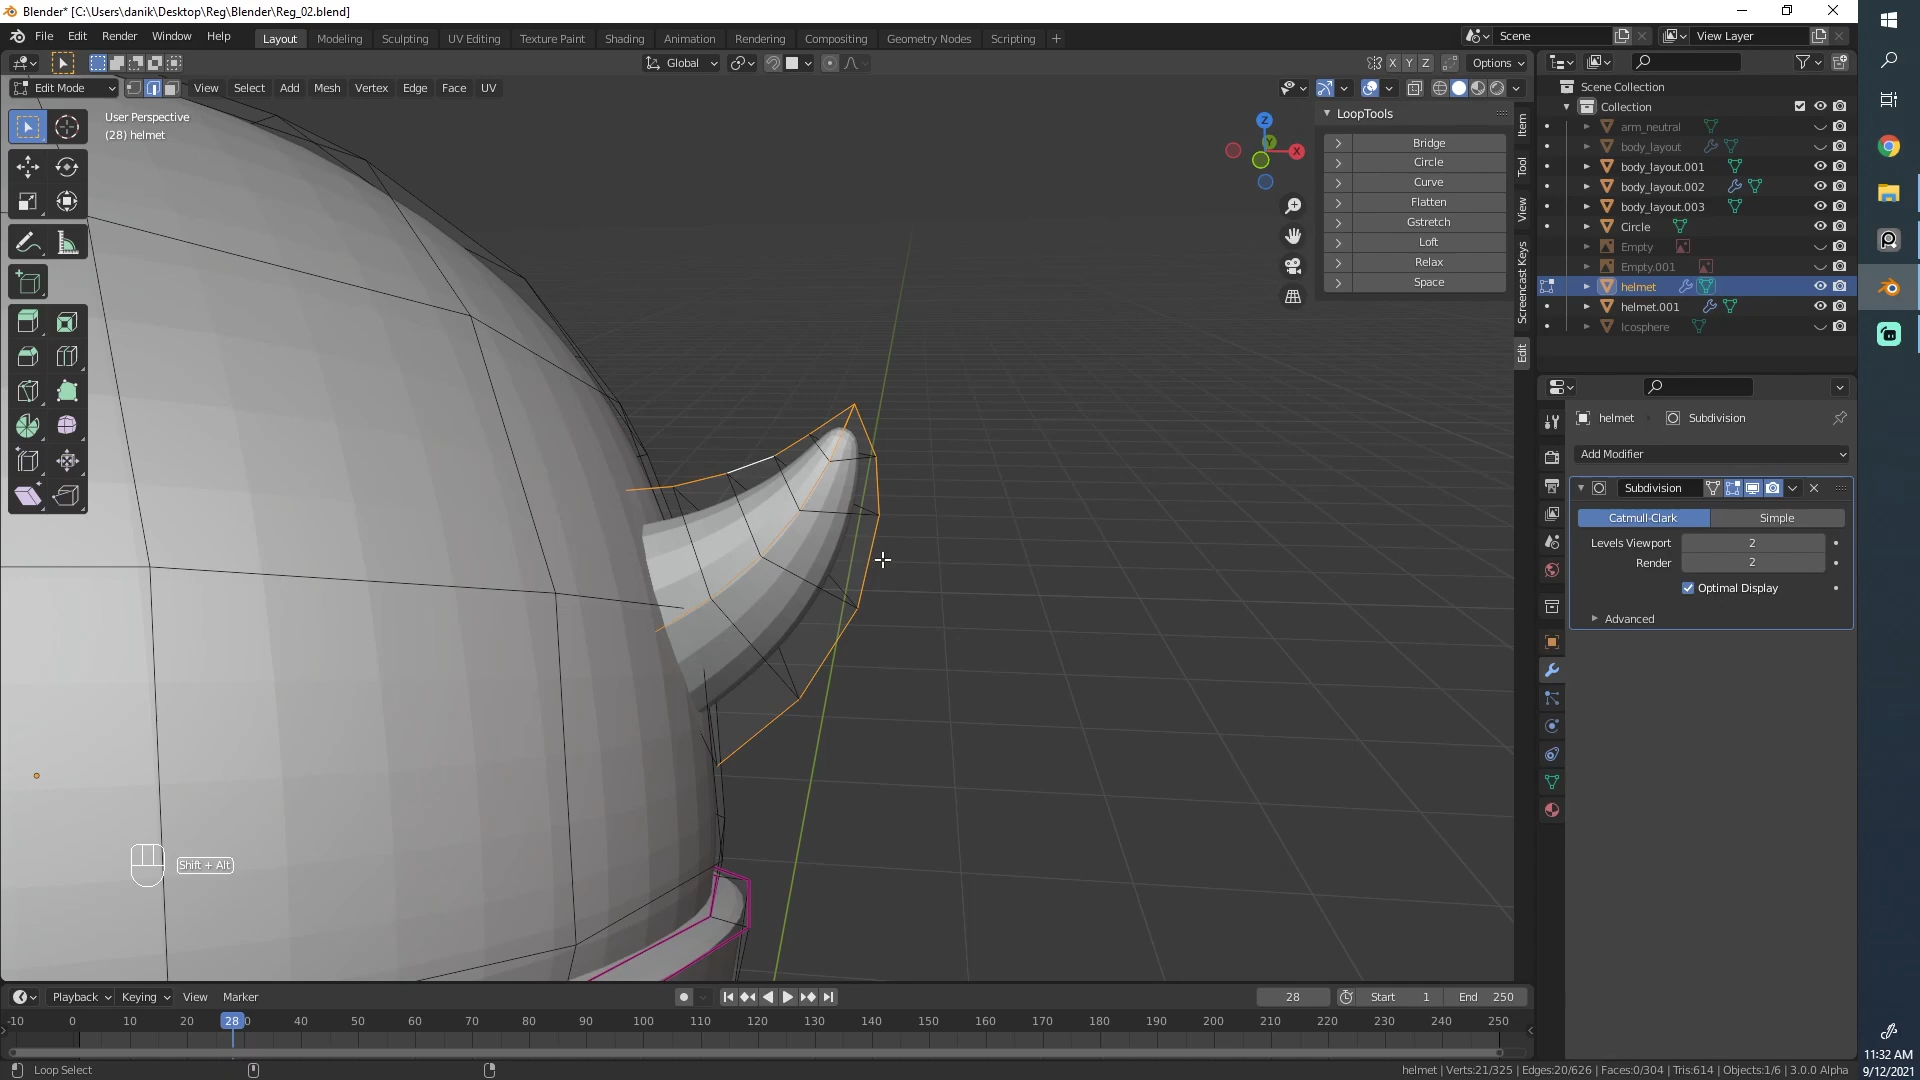 Blender* [C:\Users\danik\Desktop\Reg\Blender\Reg_02.blend]
File Edit Render Window Help
Layout Modeling Sculpting UV Editing Texture Paint Shading Animation Rendering Compositing Geometry Nodes Scripting +
Scene View Layer
Global X Y Z Options
Edit Mode View Select Add Mesh Vertex Edge Face UV
User Perspective
(28) helmet
Z
Y
X
LoopTools
Bridge
Circle
Curve
Flatten
Gstretch
Loft
Relax
Space
Item
Tool
View
Screencast Keys
Edit
Scene Collection
Collection
arm_neutral
body_layout
body_layout.001
body_layout.002
body_layout.003
Circle
Empty
Empty.001
helmet
helmet.001
Icosphere
helmet Subdivision
Add Modifier
Subdivision
Catmull-Clark Simple
Levels Viewport 2
Render 2
Optimal Display
Advanced
Shift + Alt
Playback Keying View Marker
28 Start 1 End 250
-10 0 10 20 28 0 40 50 60 70 80 90 100 110 120 130 140 150 160 170 180 190 200 210 220 230 240 250
Loop Select
helmet | Verts:21/325 | Edges:20/626 | Faces:0/304 | Tris:614 | Objects:1/6 | 3.0.0 Alpha
11:32 AM
9/12/2021